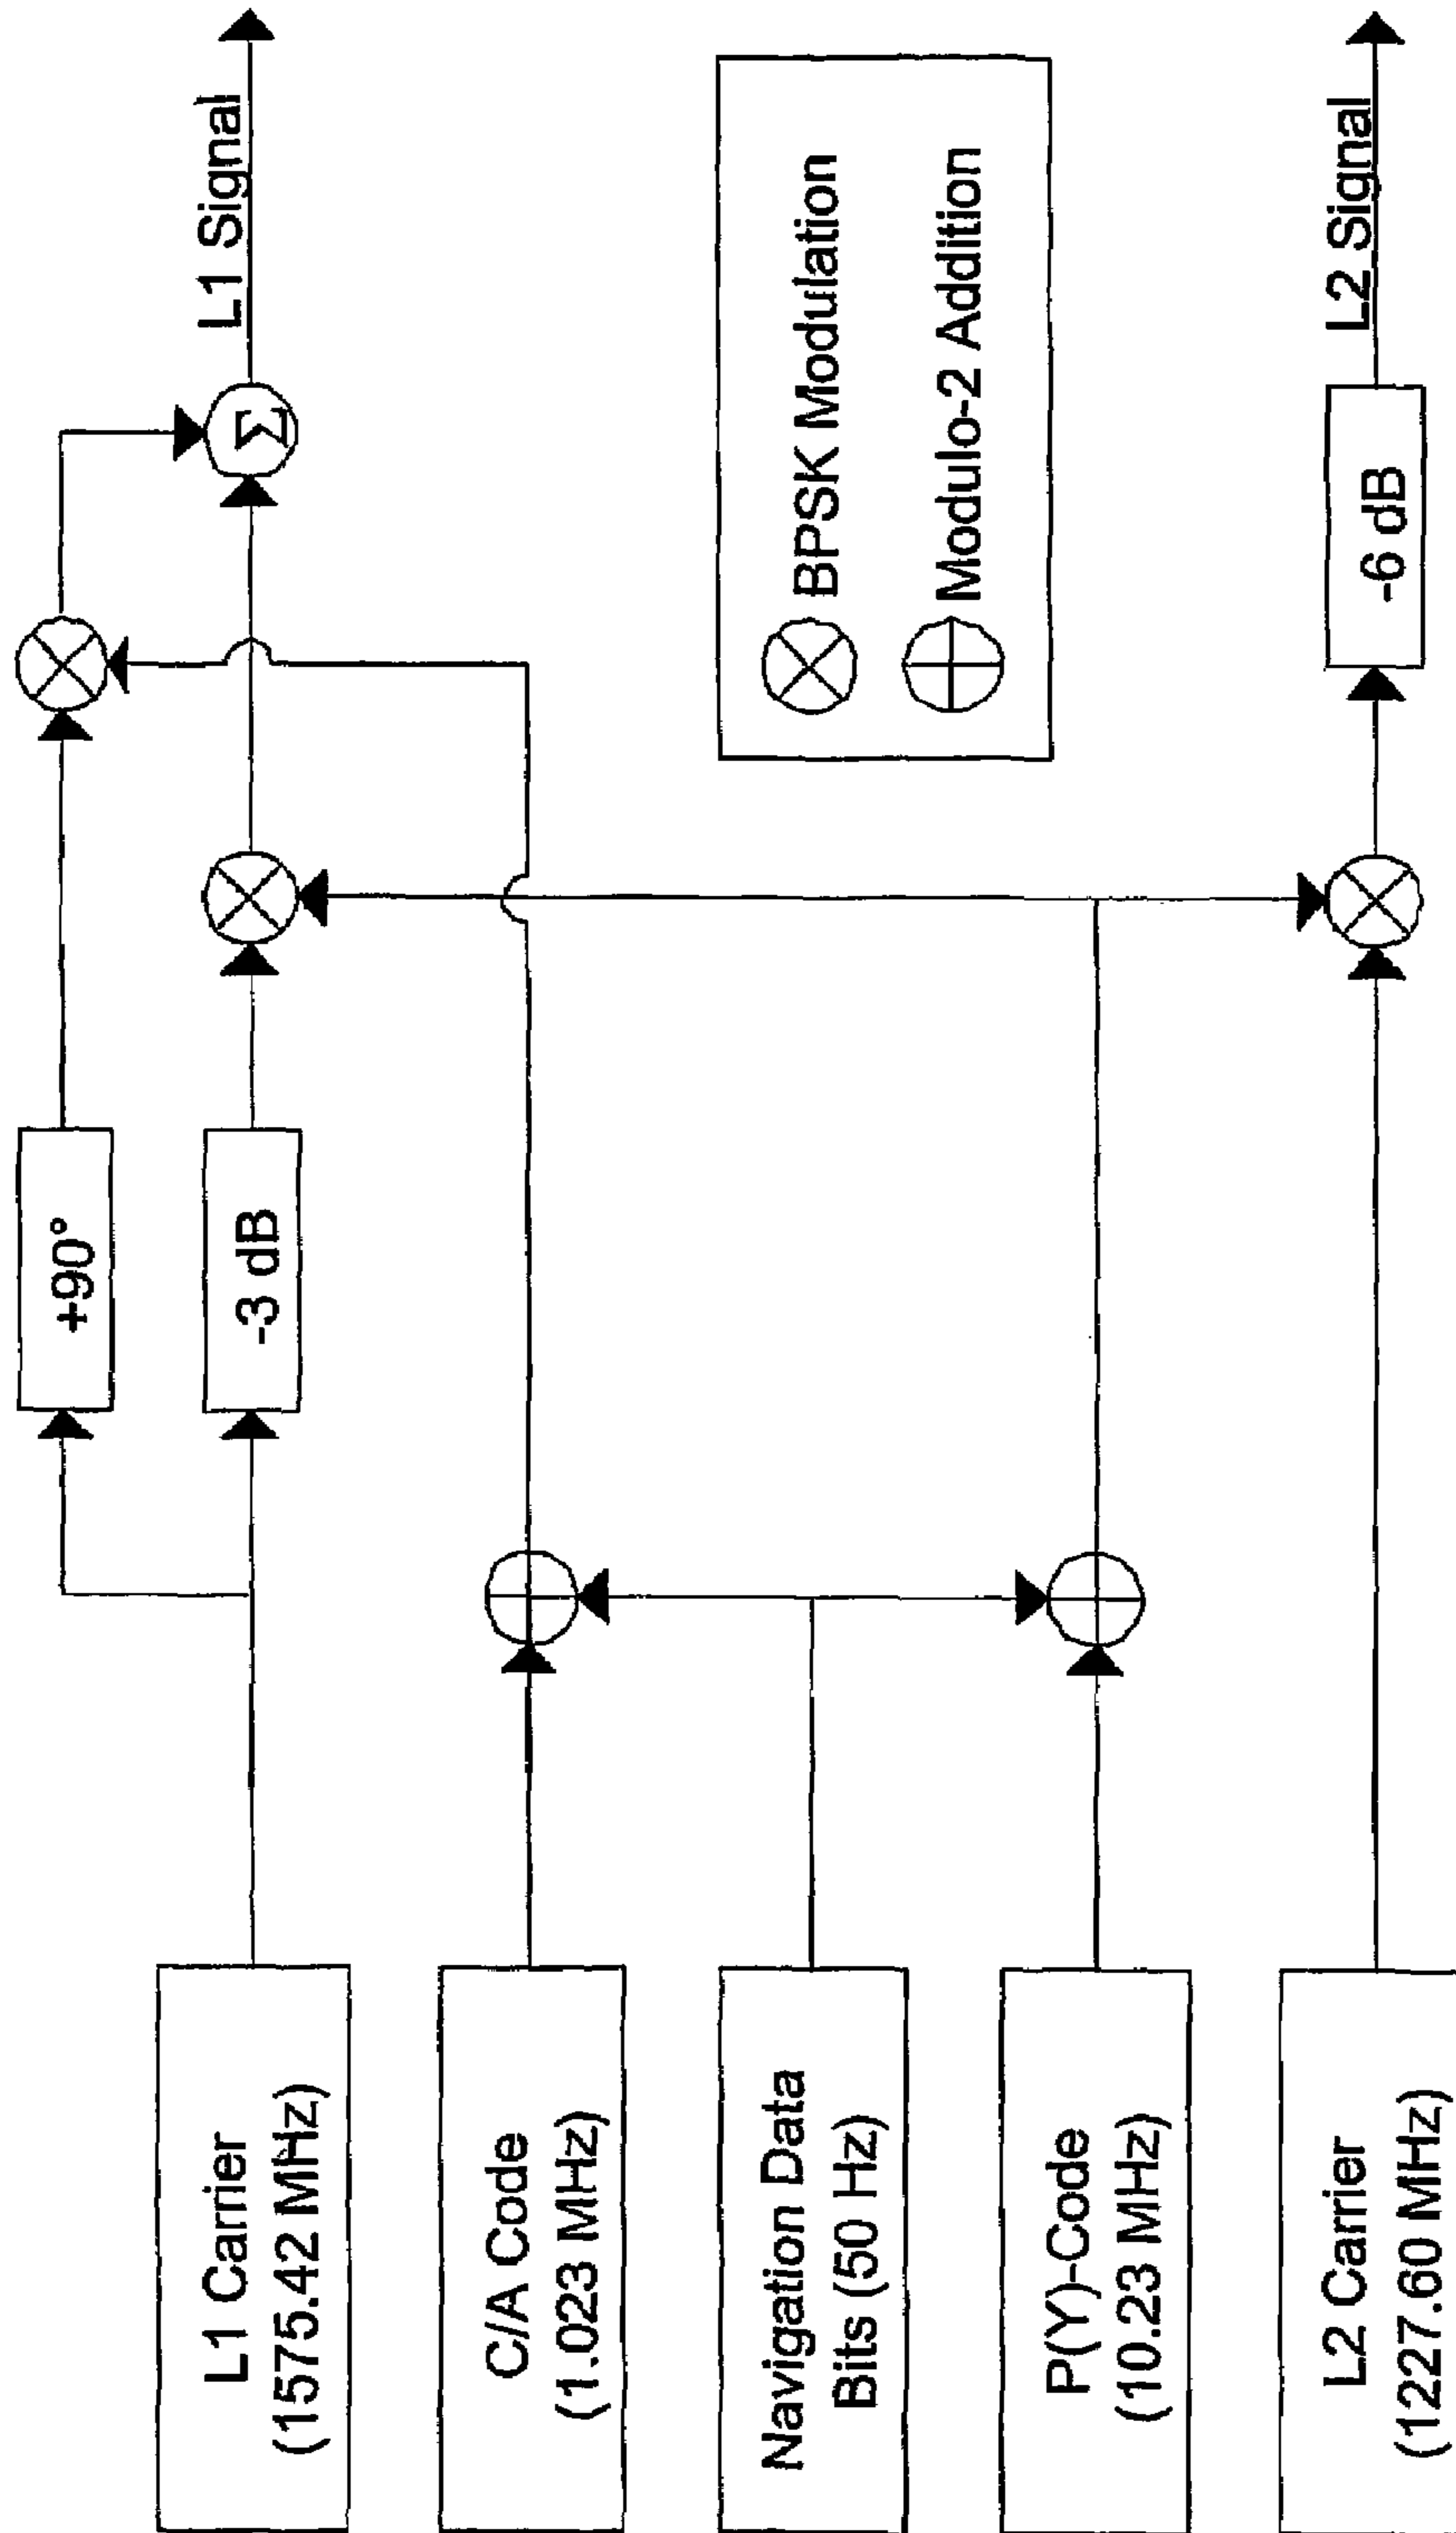 L1 Carrier
(1575.42 MHz)
C/A Code
(1.023 MHz)
Navigation Data
Bits (50 Hz)
P(Y)-Code
(10.23 MHz)
L2 Carrier
(1227.60 MHz)
+90°
-3 dB
Σ
L1 Signal
BPSK Modulation
Modulo-2 Addition
-6 dB
L2 Signal